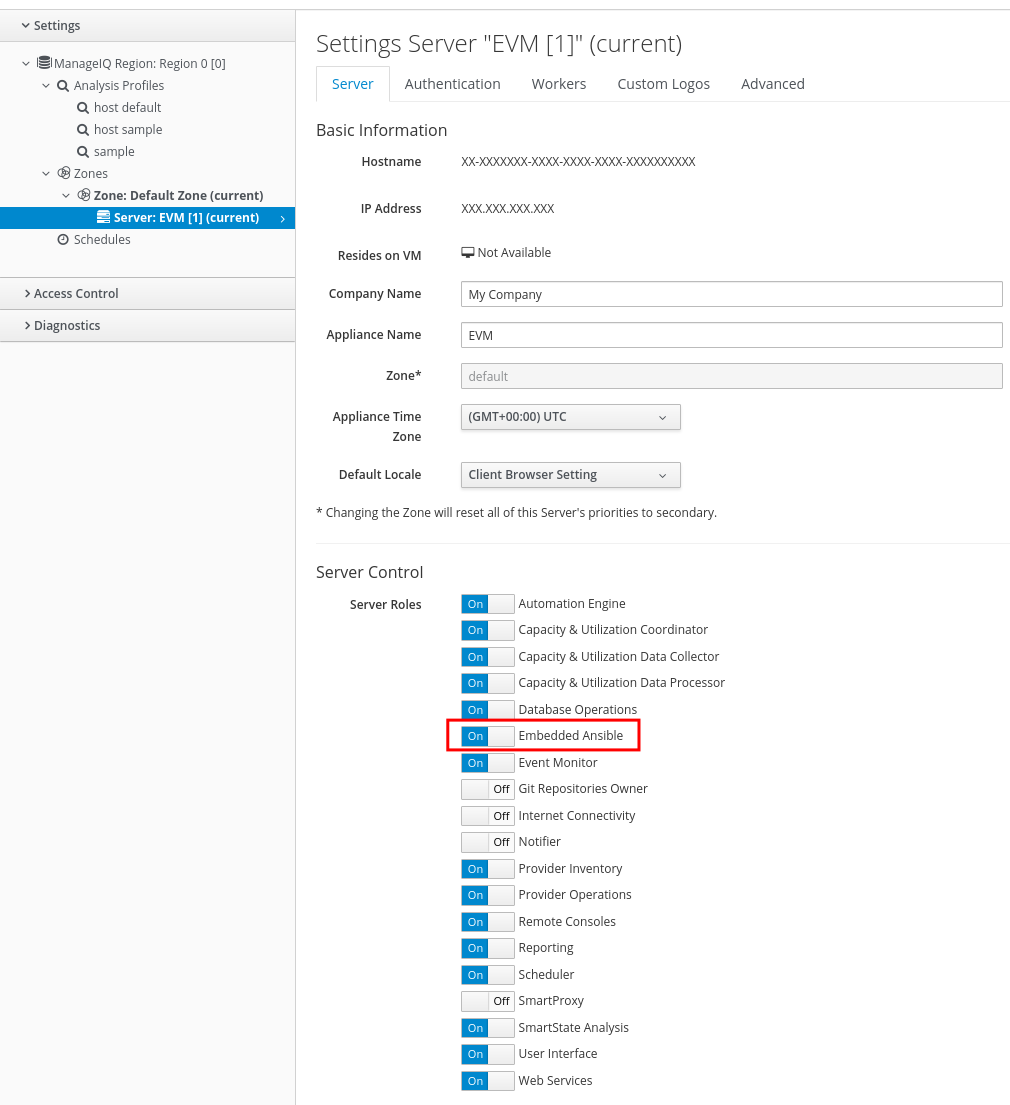 Settings
ManageIQ Region: Region 0 [0]
Analysis Profiles
host default
host sample
sample
Zones
Zone: Default Zone (current)
Server: EVM [1] (current)
Schedules
Access Control
Diagnostics
Settings Server "EVM [1]" (current)
Server Authentication Workers Custom Logos Advanced
Basic Information
Hostname XX-XXXXXXX-XXXX-XXXX-XXXX-XXXXXXXXXX
IP Address XXX.XXX.XXX.XXX
Resides on VM Not Available
Company Name My Company
Appliance Name EVM
Zone* default
Appliance Time Zone (GMT+00:00) UTC
Default Locale Client Browser Setting
* Changing the Zone will reset all of this Server's priorities to secondary.
Server Control
Server Roles
On Automation Engine
On Capacity & Utilization Coordinator
On Capacity & Utilization Data Collector
On Capacity & Utilization Data Processor
On Database Operations
On Embedded Ansible
On Event Monitor
Off Git Repositories Owner
Off Internet Connectivity
Off Notifier
On Provider Inventory
On Provider Operations
On Remote Consoles
On Reporting
On Scheduler
Off SmartProxy
On SmartState Analysis
On User Interface
On Web Services